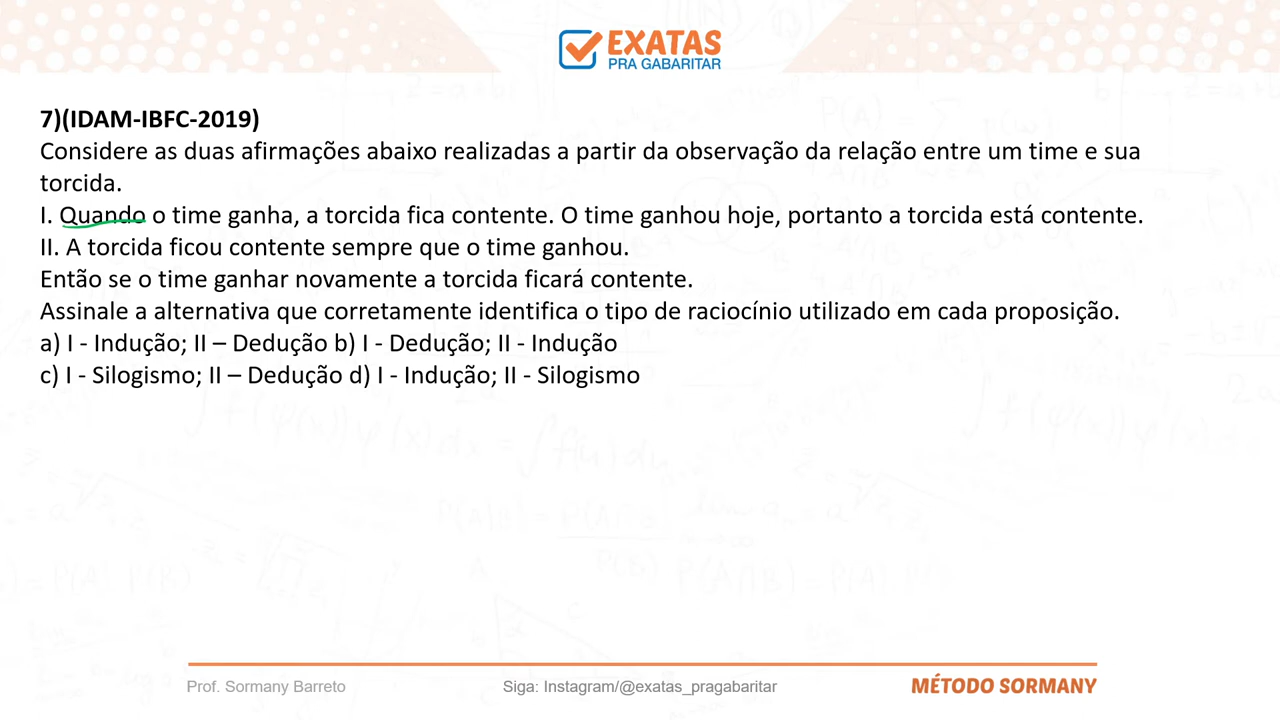 EXATAS
PRA GABARITAR
7)(IDAM-IBFC-2019)
Considere as duas afirmações abaixo realizadas a partir da observação da relação entre um time e sua
torcida.
I. Quando o time ganha, a torcida fica contente. O time ganhou hoje, portanto a torcida está contente.
II. A torcida ficou contente sempre que o time ganhou.
Então se o time ganhar novamente a torcida ficará contente.
Assinale a alternativa que corretamente identifica o tipo de raciocínio utilizado em cada proposição.
a) I - Indução; II – Dedução b) I - Dedução; II - Indução
c) I - Silogismo; II – Dedução d) I - Indução; II - Silogismo
Prof. Sormany Barreto
Siga: Instagram/@exatas_pragabaritar
MÉTODO SORMANY